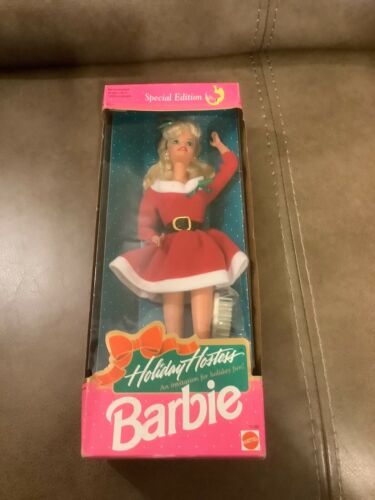 Special Edition
Holiday Hostess
An invitation for holiday fun!
Barbie
MATTEL